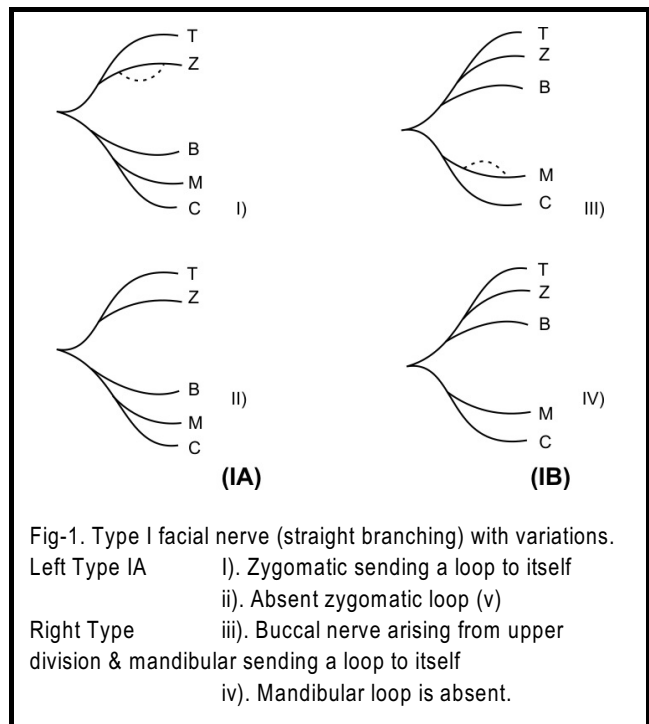 T
Z
B
M
C
I)
T
Z
B
M
C
III)
T
Z
B
M
C
II)
T
Z
B
M
C
IV)
(IA)
(IB)
Fig-1. Type I facial nerve (straight branching) with variations.
Left Type IA I). Zygomatic sending a loop to itself
ii). Absent zygomatic loop (v)
Right Type iii). Buccal nerve arising from upper
division & mandibular sending a loop to itself
iv). Mandibular loop is absent.